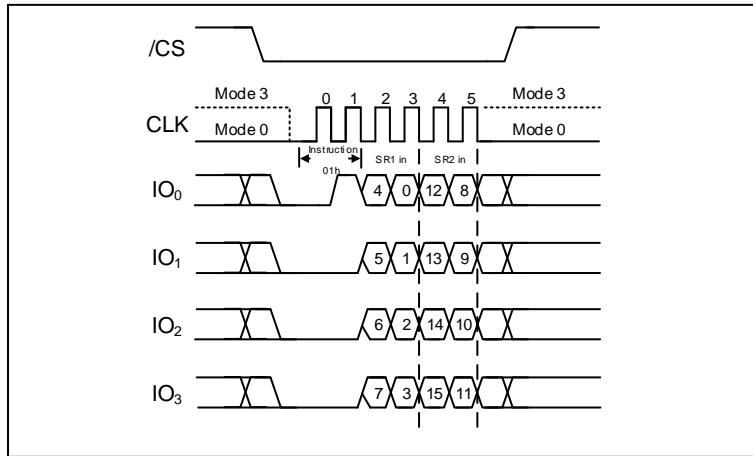 /CS
Mode 3 0 1 2 3 4 5 Mode 3
CLK Mode 0 Mode 0
Instruction SR1 in SR2 in
01h
IO0 4 0 12 8
IO1 5 1 13 9
IO2 6 2 14 10
IO3 7 3 15 11